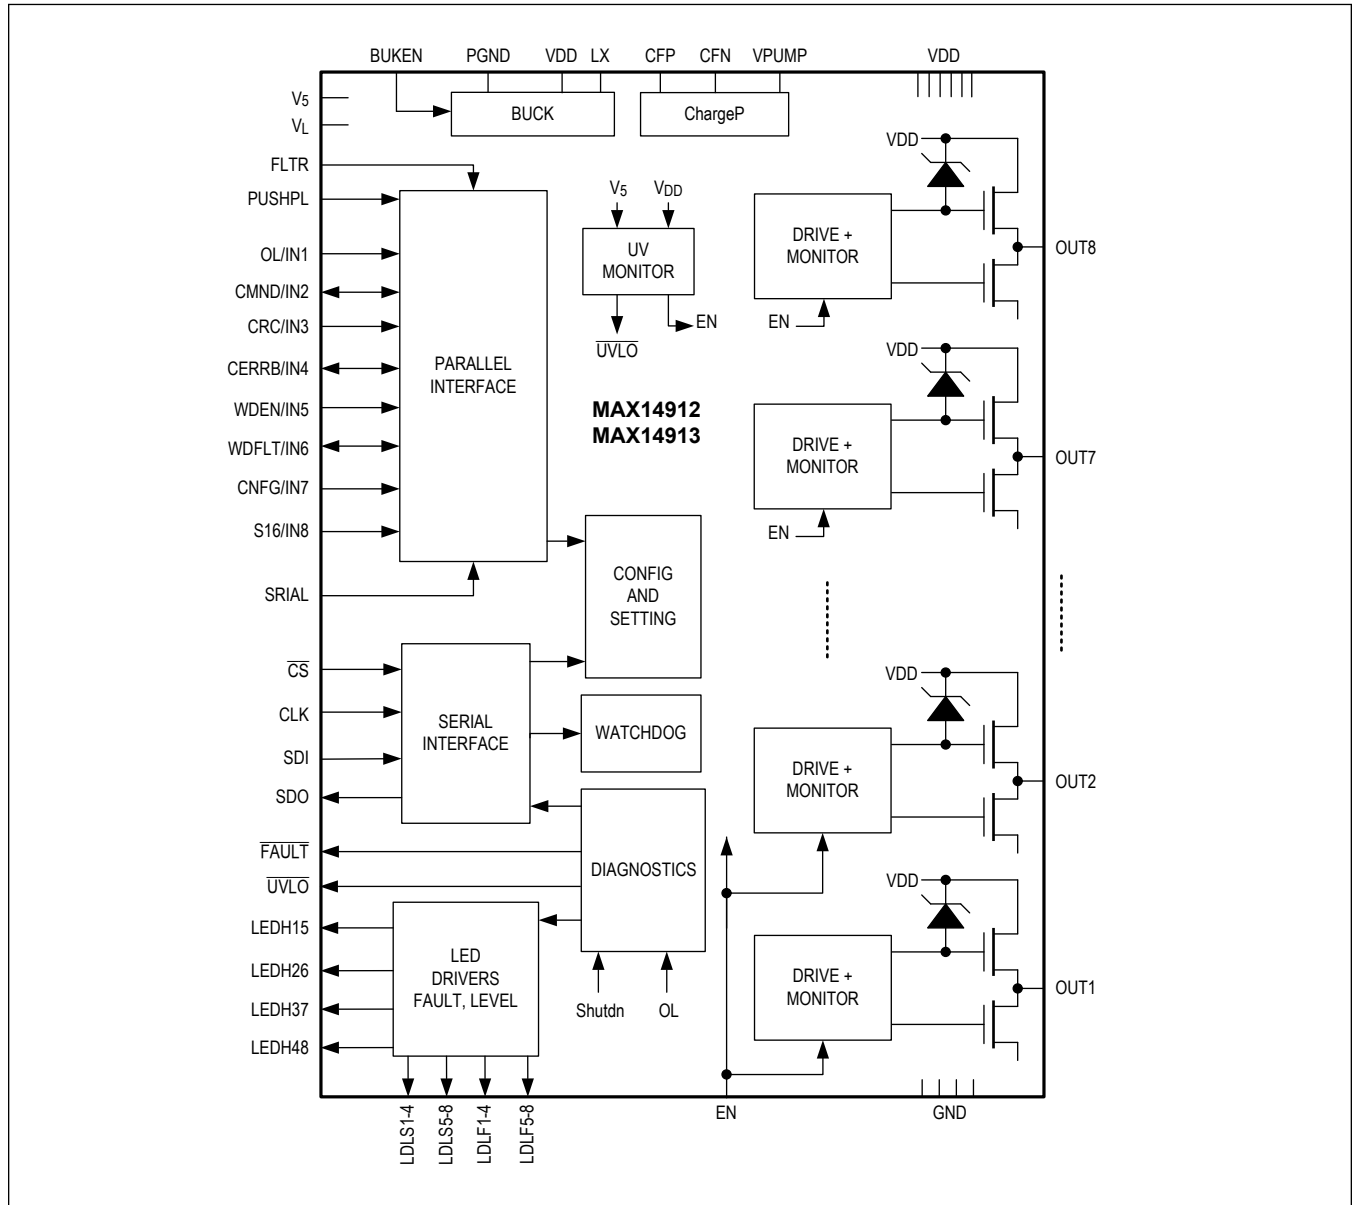 BUKEN PGND VDD LX CFP CFN VPUMP VDD
V5
VL
FLTR
PUSHPL
OL/IN1
CMND/IN2
CRC/IN3
CERRB/IN4
WDEN/IN5
WDFLT/IN6
CNFG/IN7
S16/IN8
SRIAL
CS
CLK
SDI
SDO
FAULT
UVLO
LEDH15
LEDH26
LEDH37
LEDH48
BUCK
ChargeP
PARALLEL
INTERFACE
V5 VDD
UV
MONITOR
UVLO
EN
MAX14912
MAX14913
CONFIG
AND
SETTING
SERIAL
INTERFACE
WATCHDOG
DIAGNOSTICS
Shutdn OL
LED
DRIVERS
FAULT, LEVEL
LDLS1-4
LDLS5-8
LDLF1-4
LDLF5-8
VDD
DRIVE +
MONITOR
EN
OUT8
VDD
DRIVE +
MONITOR
EN
OUT7
VDD
DRIVE +
MONITOR
OUT2
VDD
DRIVE +
MONITOR
OUT1
EN
GND